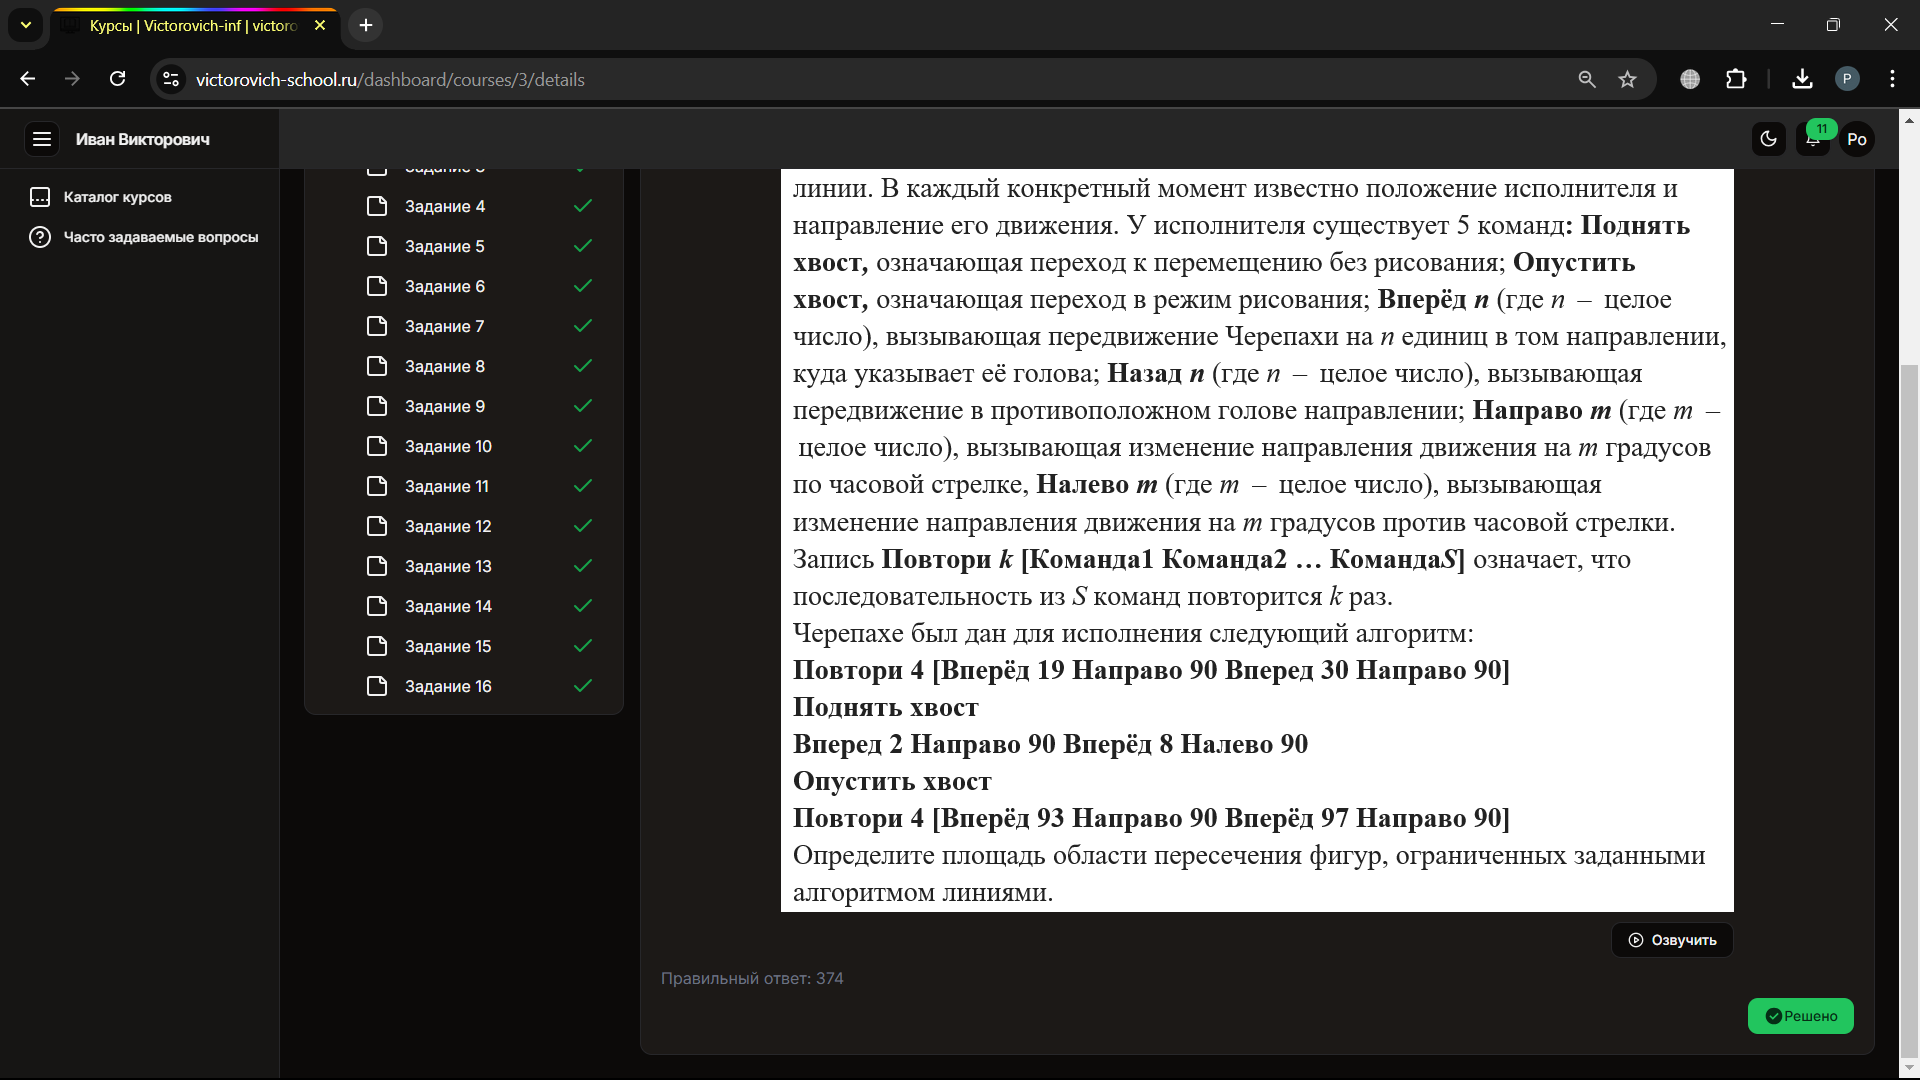 Курсы | Victorovich-inf | victoro
victorovich-school.ru/dashboard/courses/3/details
P
Иван Викторович
11
Po
Каталог курсов
Часто задаваемые вопросы
Задание 4
Задание 5
Задание 6
Задание 7
Задание 8
Задание 9
Задание 10
Задание 11
Задание 12
Задание 13
Задание 14
Задание 15
Задание 16
линии. В каждый конкретный момент известно положение исполнителя и
направление его движения. У исполнителя существует 5 команд: Поднять
хвост, означающая переход к перемещению без рисования; Опустить
хвост, означающая переход в режим рисования; Вперёд n (где n – целое
число), вызывающая передвижение Черепахи на n единиц в том направлении,
куда указывает её голова; Назад n (где n – целое число), вызывающая
передвижение в противоположном голове направлении; Направо m (где m –
целое число), вызывающая изменение направления движения на m градусов
по часовой стрелке, Налево m (где m – целое число), вызывающая
изменение направления движения на m градусов против часовой стрелки.
Запись Повтори k [Команда1 Команда2 … КомандаS] означает, что
последовательность из S команд повторится k раз.
Черепахе был дан для исполнения следующий алгоритм:
Повтори 4 [Вперёд 19 Направо 90 Вперед 30 Направо 90]
Поднять хвост
Вперед 2 Направо 90 Вперёд 8 Налево 90
Опустить хвост
Повтори 4 [Вперёд 93 Направо 90 Вперёд 97 Направо 90]
Определите площадь области пересечения фигур, ограниченных заданными
алгоритмом линиями.
Озвучить
Правильный ответ: 374
Решено